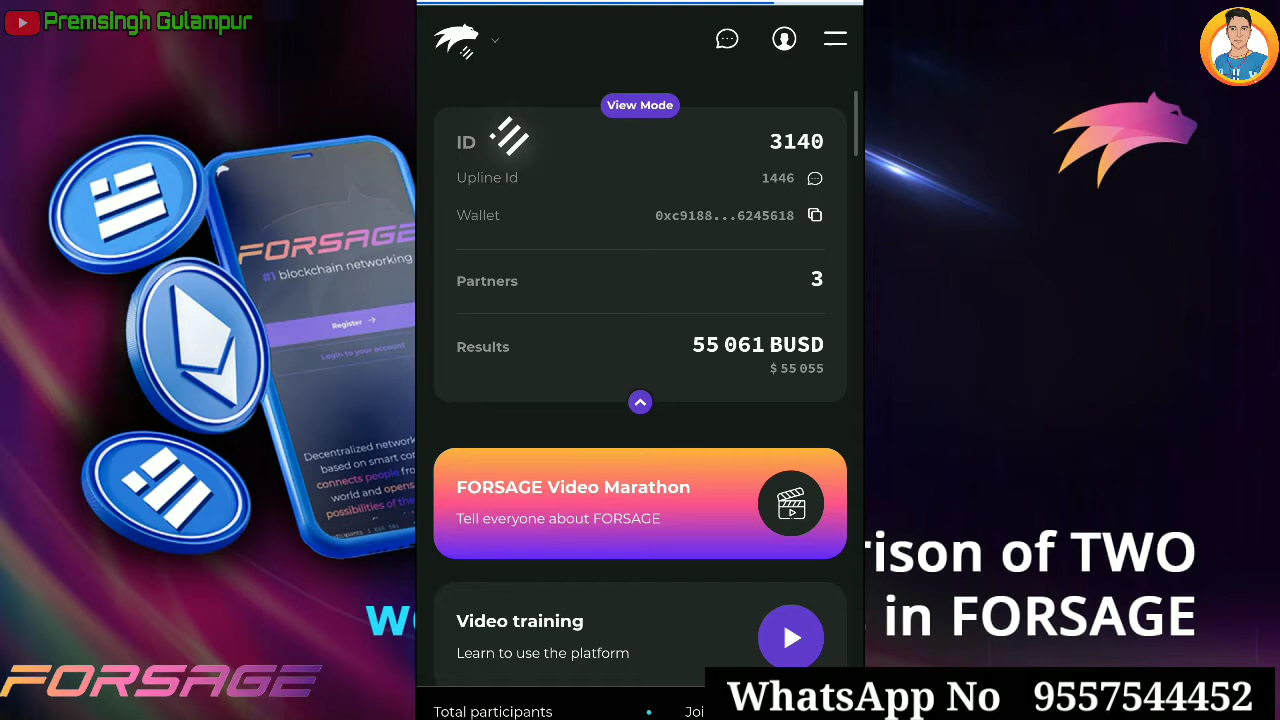 Premsingh Gulampur
FORSAGE
#1 blockchain networking
Register →
Login to your account
Decentralized network
based on smart con
connects people fro
world and opens
possibilities of the
View Mode
ID 3140
Upline Id 1446
Wallet 0xc9188...6245618
Partners 3
Results 55 061 BUSD
$ 55 055
FORSAGE Video Marathon
Tell everyone about FORSAGE
Video training
Learn to use the platform
Total participants • Joi
rison of TWO
in FORSAGE
FORSAGE
WhatsApp No 9557544452